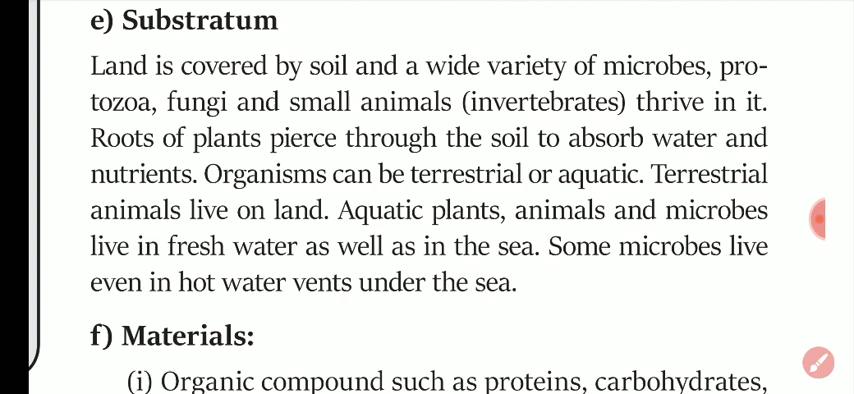 e) Substratum
Land is covered by soil and a wide variety of microbes, pro-
tozoa, fungi and small animals (invertebrates) thrive in it.
Roots of plants pierce through the soil to absorb water and
nutrients. Organisms can be terrestrial or aquatic. Terrestrial
animals live on land. Aquatic plants, animals and microbes
live in fresh water as well as in the sea. Some microbes live
even in hot water vents under the sea.
f) Materials:
(i) Organic compound such as proteins, carbohydrates,